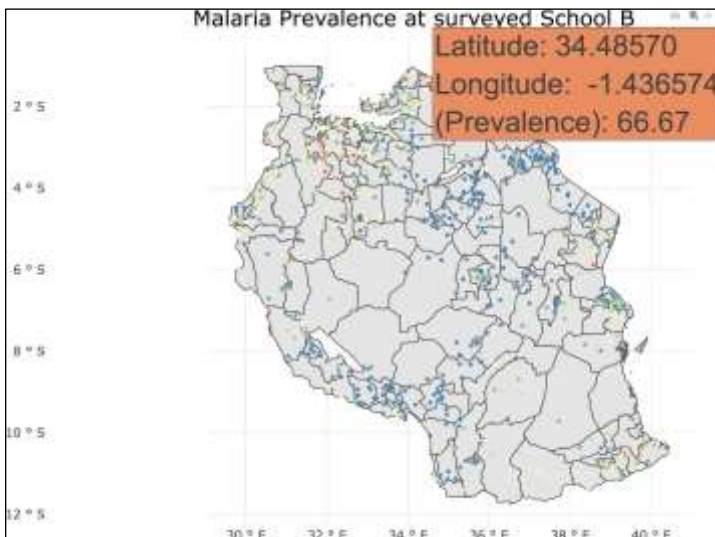 Malaria Prevalence at surveyed School B
Latitude: 34.48570
Longitude: -1.436574
(Prevalence): 66.67
2 ° S
4 ° S
6 ° S
8 ° S
10 ° S
12 ° S
30 ° E 32 ° E 34 ° E 36 ° E 38 ° E 40 ° E